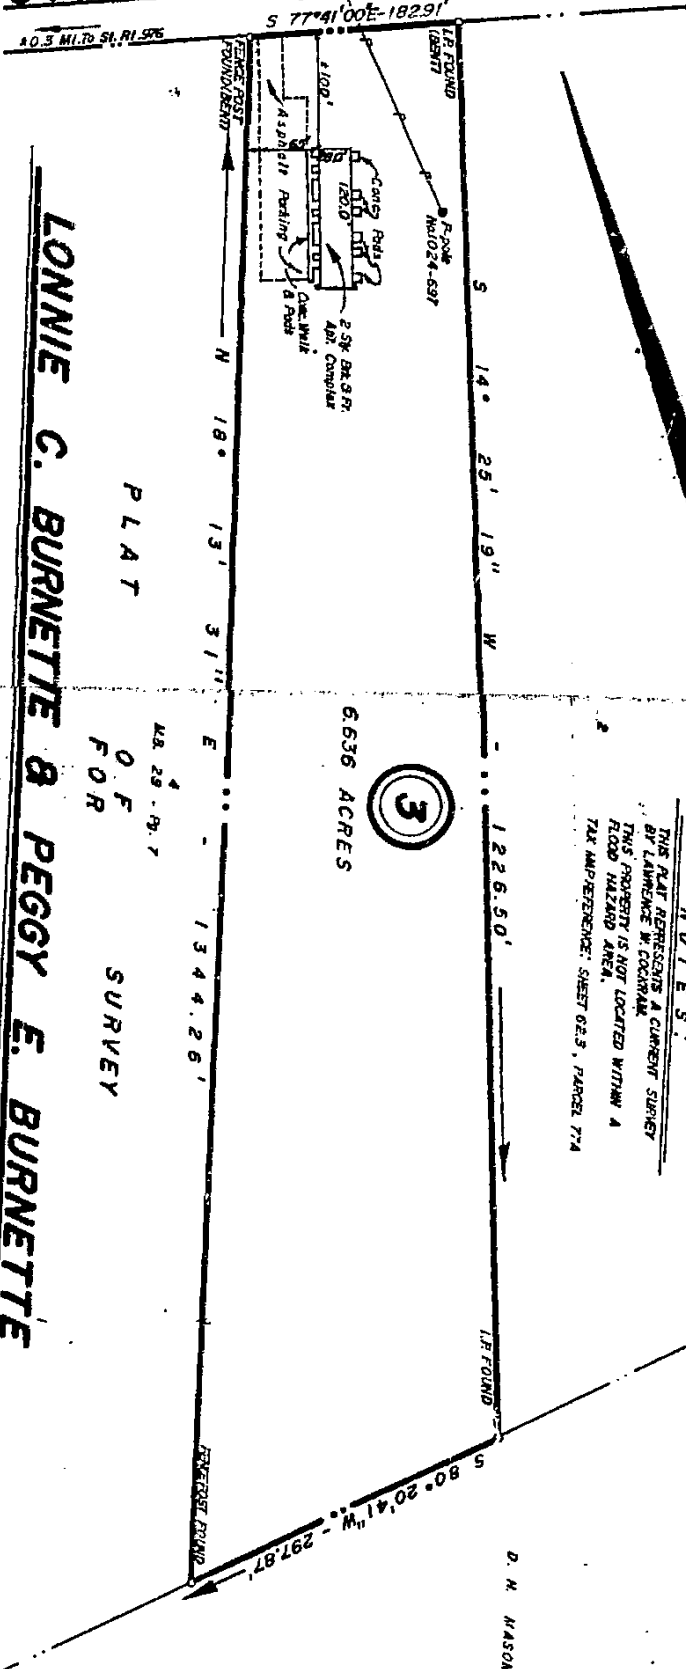 S 77°41'00"E-182.91'
±0.3 MI.To St. Rt. 976
FENCE POST
FOUND(BENT)
I.P. FOUND
(BENT)
±100'
Asphalt Parking
65'
120.0'
Conc. Pads
P-pole
No.1024-697
2 Sty. Brk. & Fr.
Apt. Complex
Conc. Walk
& Pads
S 14° 25' 19" W - 1226.50'
N 18° 13' 31" E - 1344.26'
6.636 ACRES
3
NOTES:
THIS PLAT REPRESENTS A CURRENT SURVEY
BY LAWRENCE W. COCKRAM.
THIS PROPERTY IS NOT LOCATED WITHIN A
FLOOD HAZARD AREA.
TAX MAP REFERENCE: SHEET 62.3, PARCEL 77A
M.B. 29 - Pg. 7
PLAT OF SURVEY
FOR
LONNIE C. BURNETTE & PEGGY E. BURNETTE
I.P. FOUND
FENCE POST FOUND
S 80°20'41"W - 297.87'
D. H. MASON